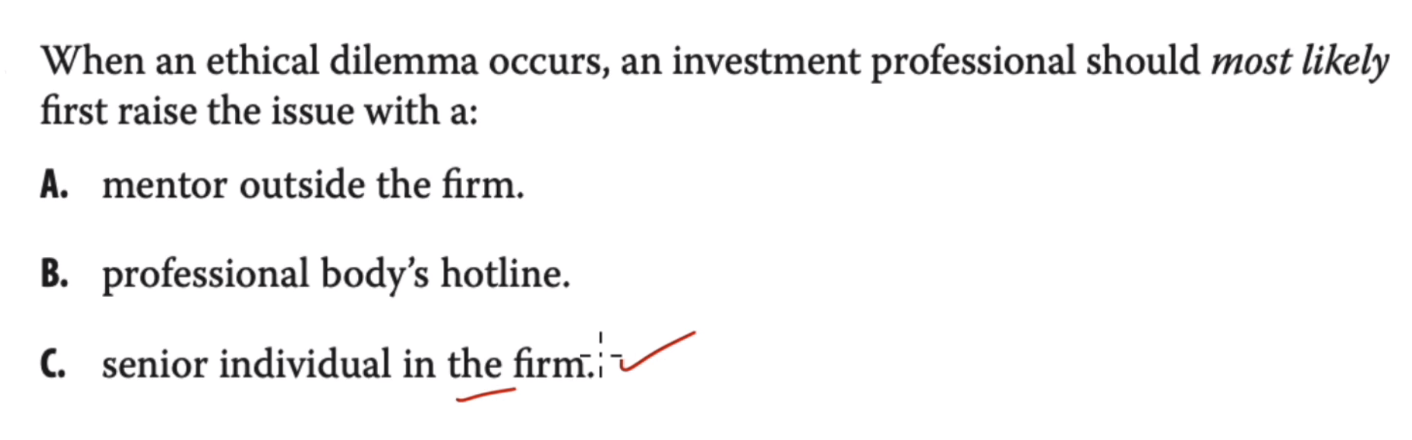 When an ethical dilemma occurs, an investment professional should most likely
first raise the issue with a:
A. mentor outside the firm.
B. professional body’s hotline.
C. senior individual in the firm.